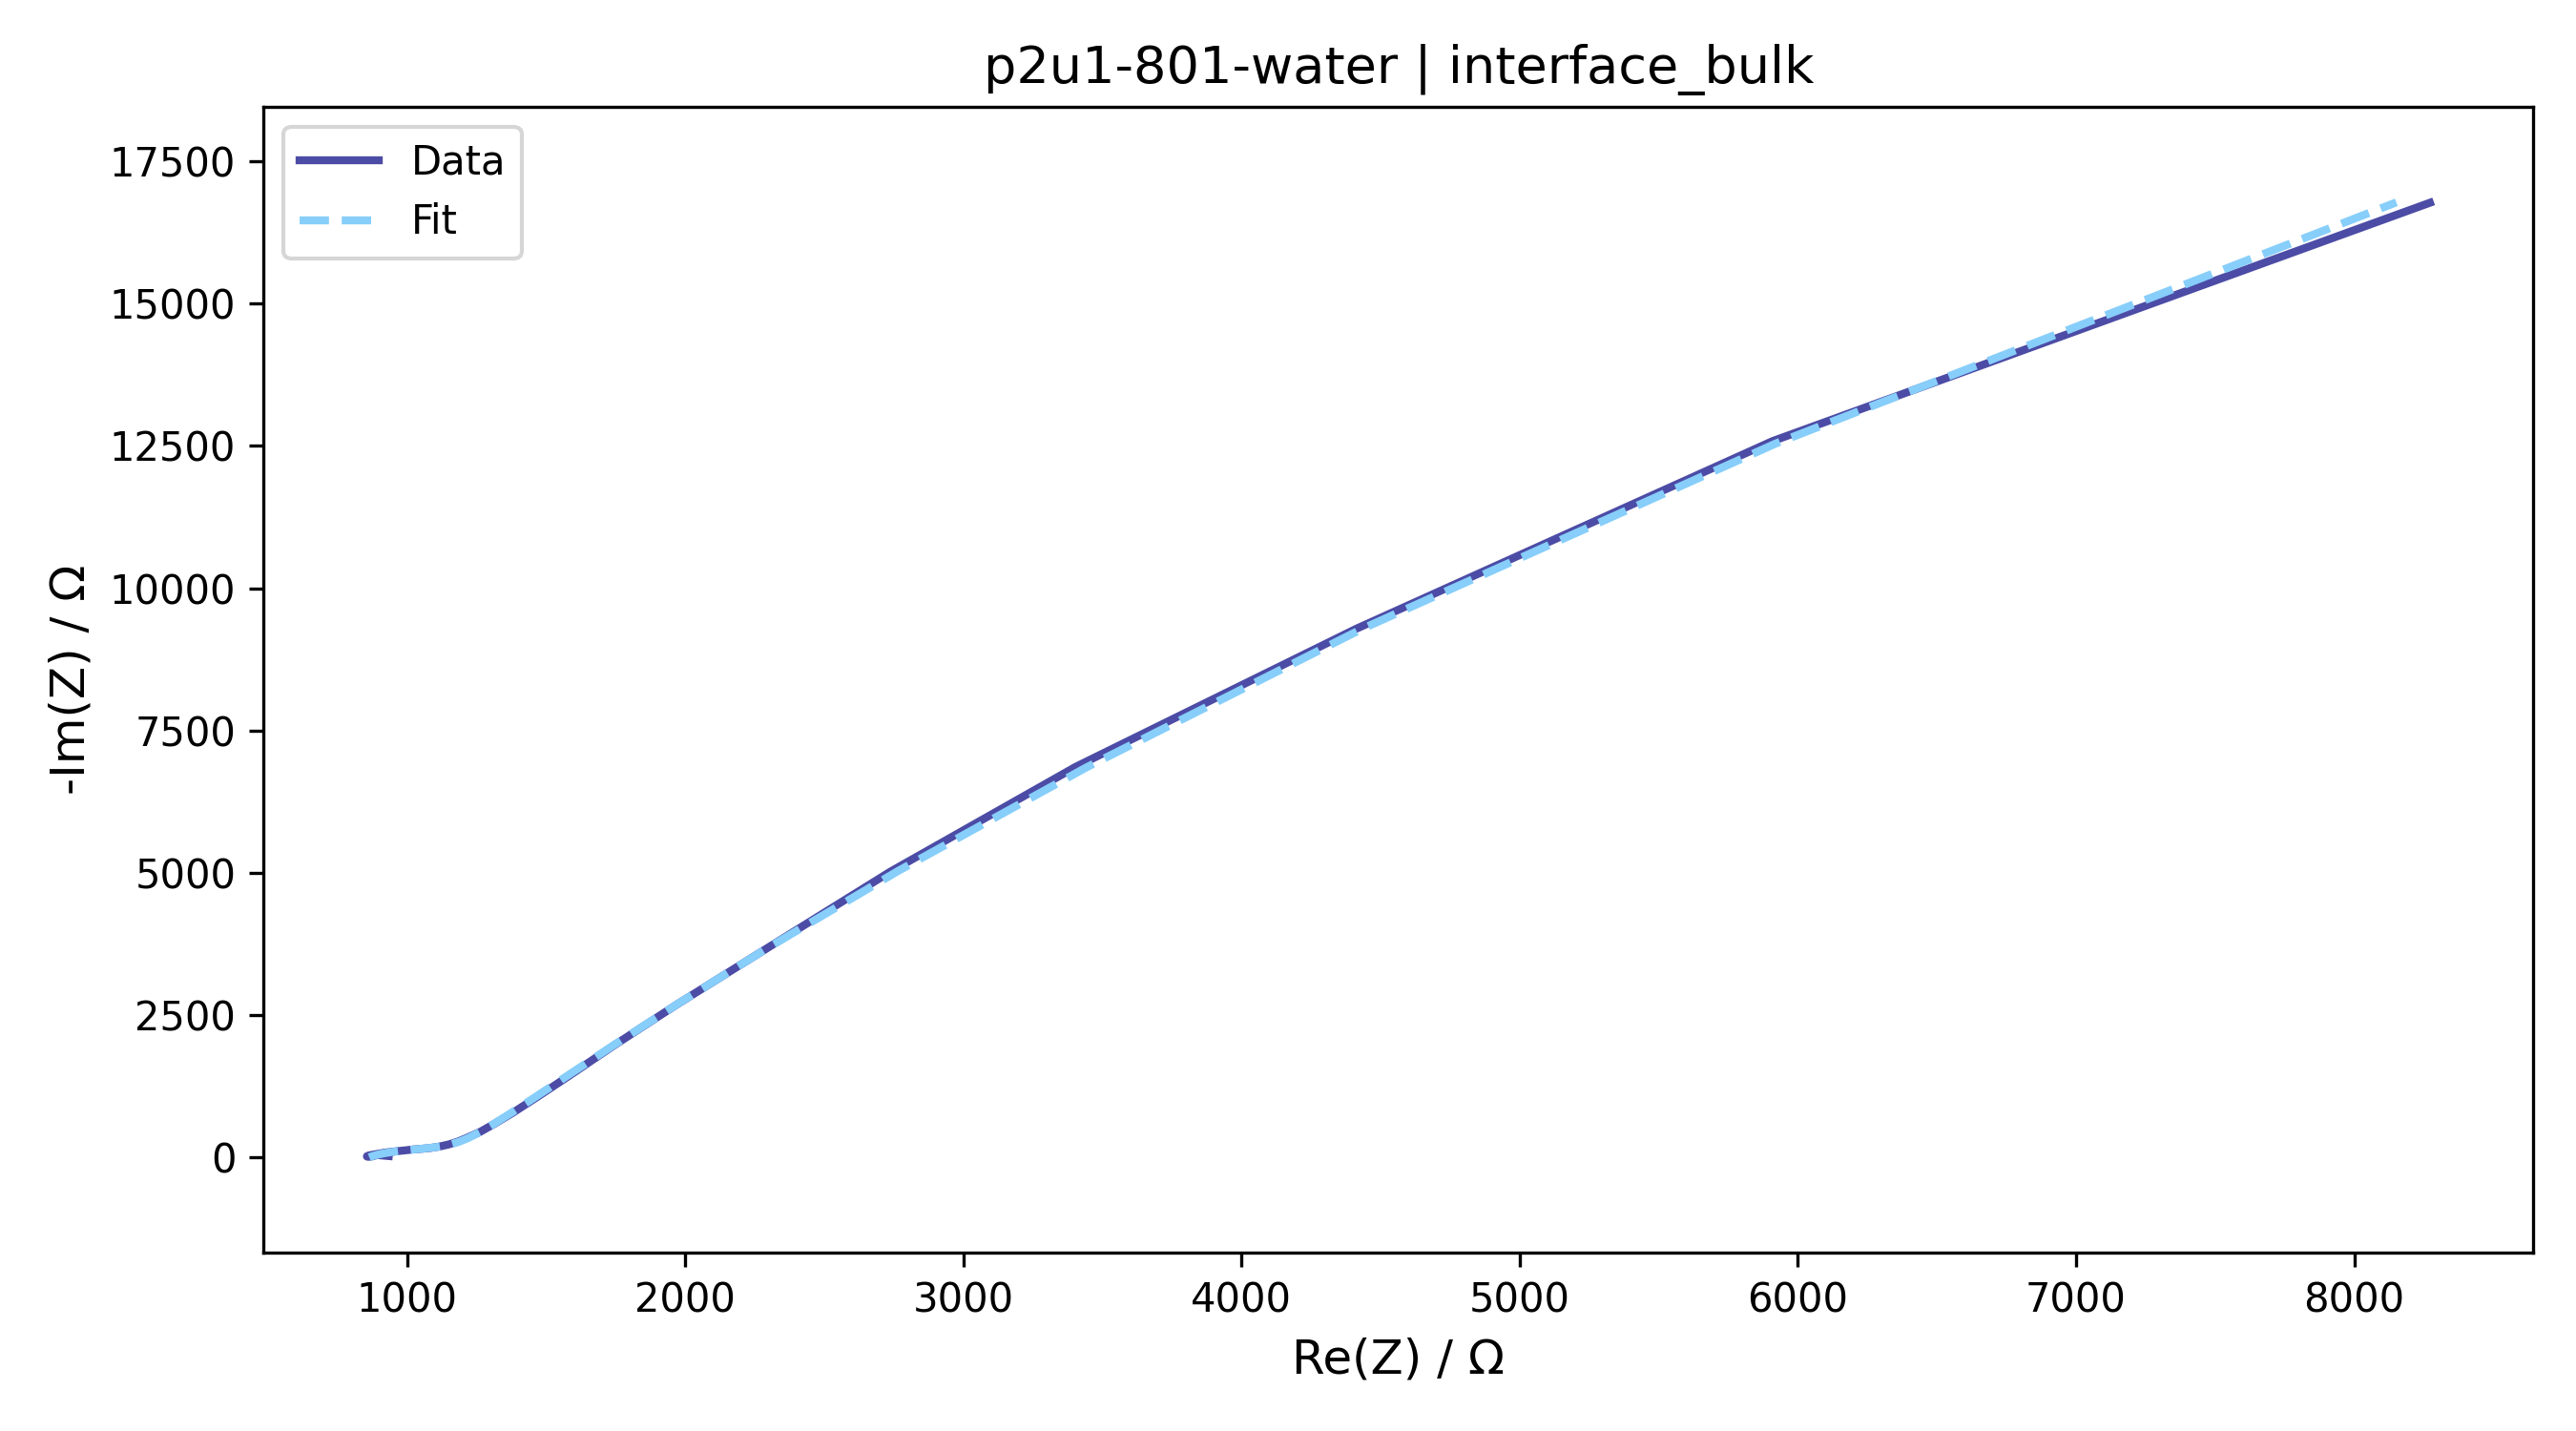 p2u1-801-water | interface_bulk
Data
Fit
17500
15000
12500
10000
7500
5000
2500
0
-Im(Z) / Ω
1000 2000 3000 4000 5000 6000 7000 8000
Re(Z) / Ω